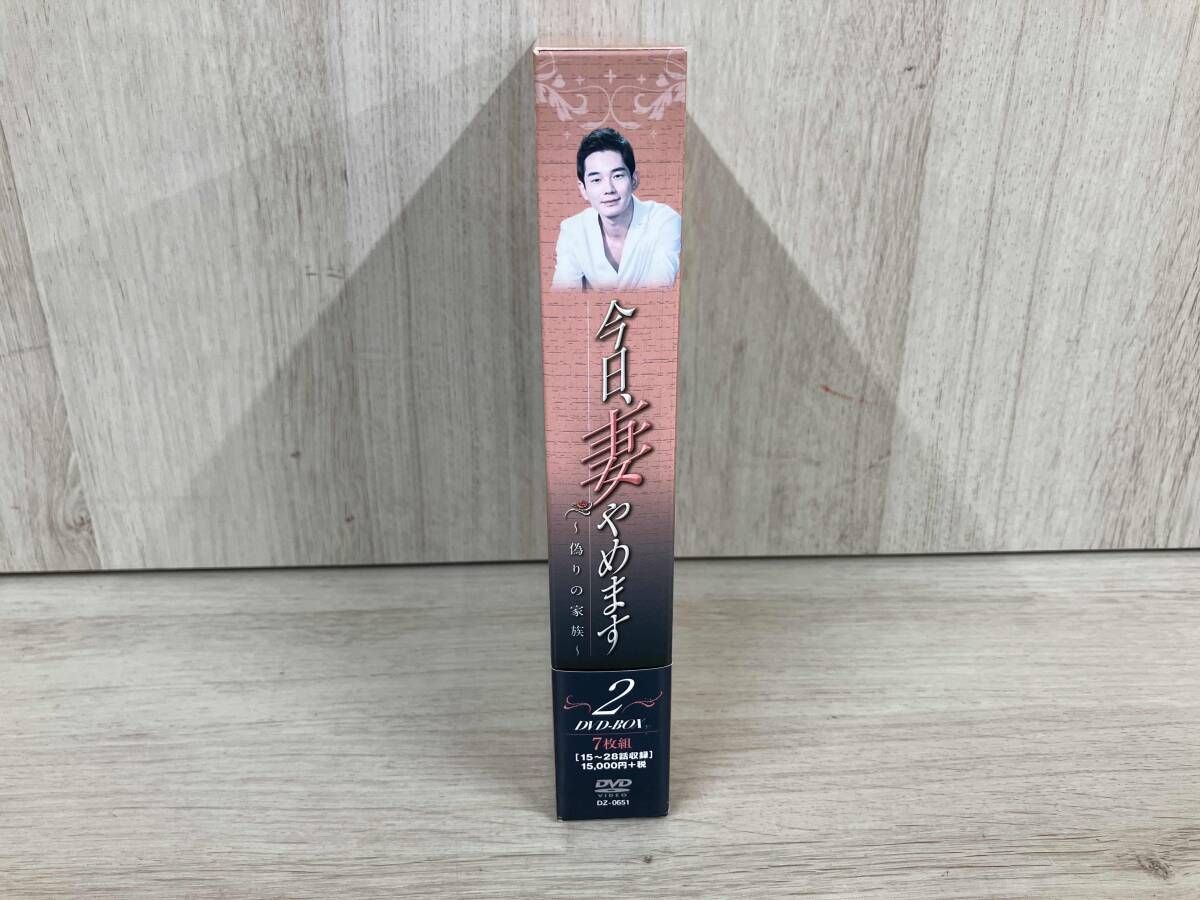 今日、妻やめます
～偽りの家族～
2
DVD-BOX
7枚組
[15～28話収録]
15,000円+税
DVD
VIDEO
DZ-0651